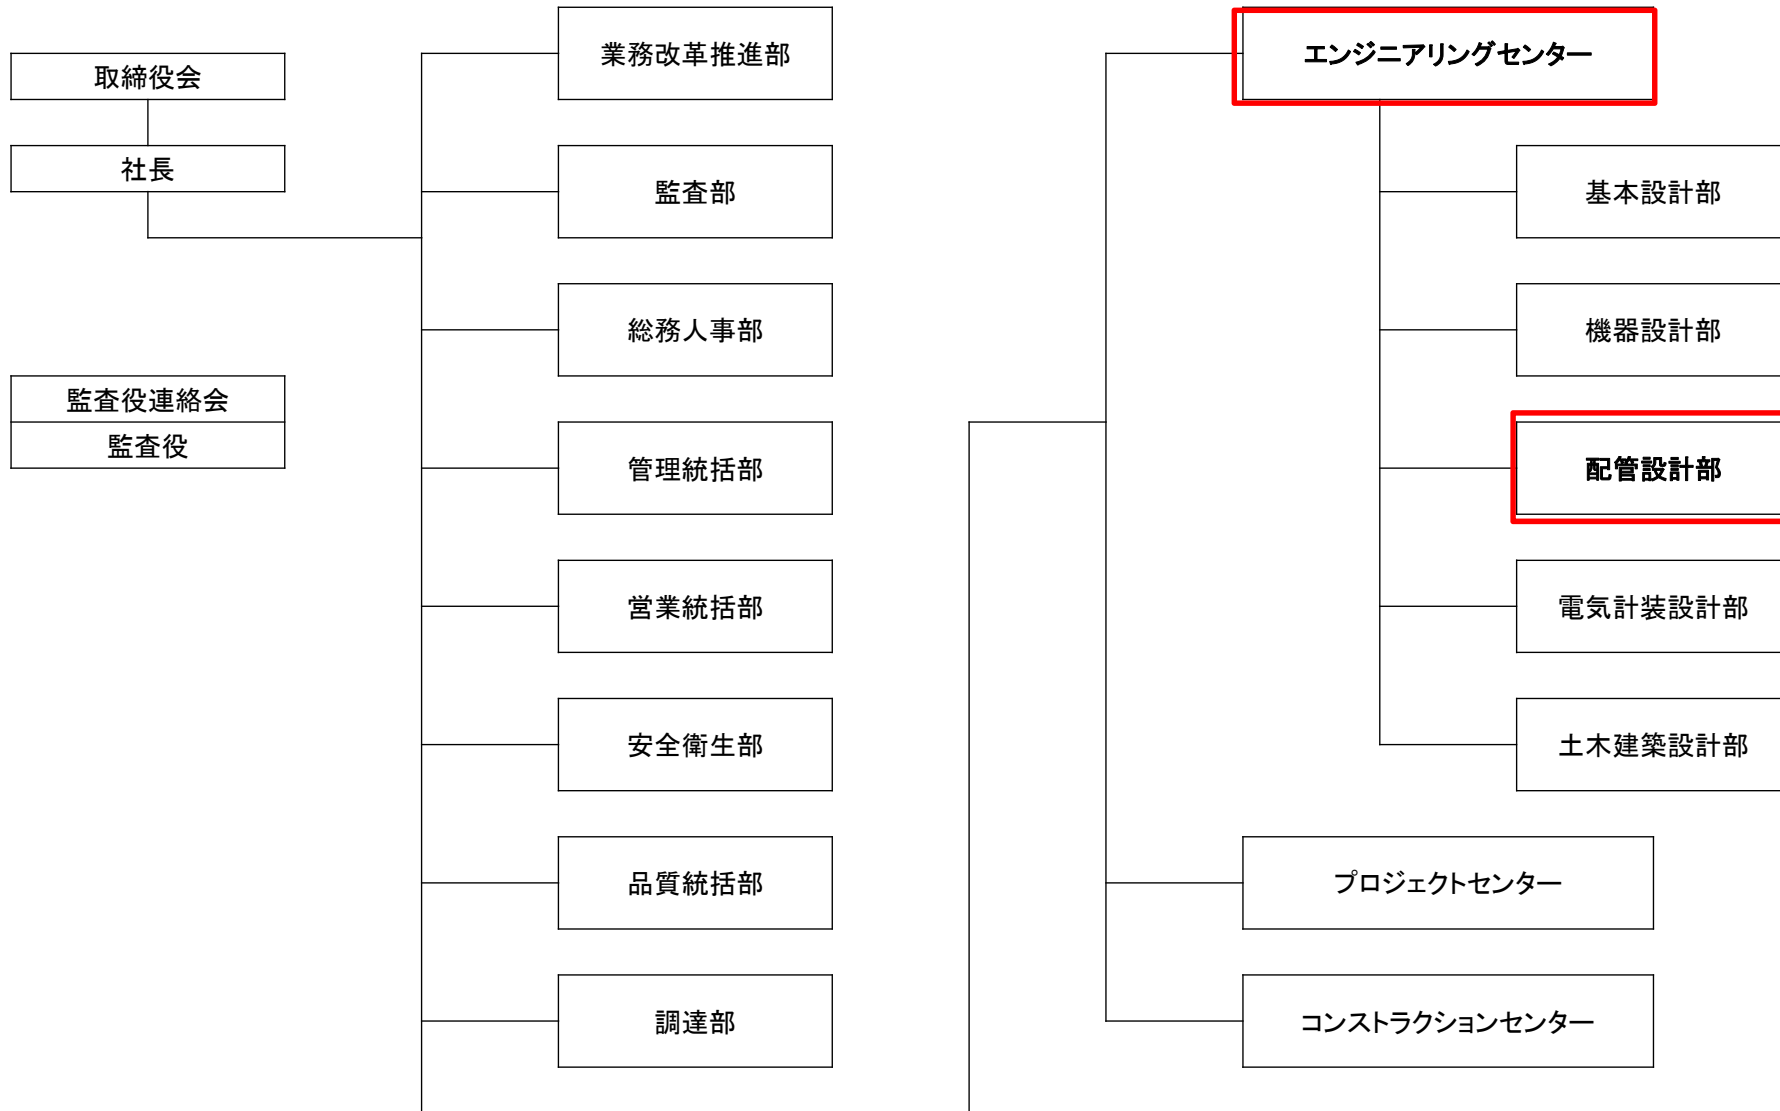 取締役会
社長
監査役連絡会
監査役
業務改革推進部
監査部
総務人事部
管理統括部
営業統括部
安全衛生部
品質統括部
調達部
エンジニアリングセンター
基本設計部
機器設計部
配管設計部
電気計装設計部
土木建築設計部
プロジェクトセンター
コンストラクションセンター